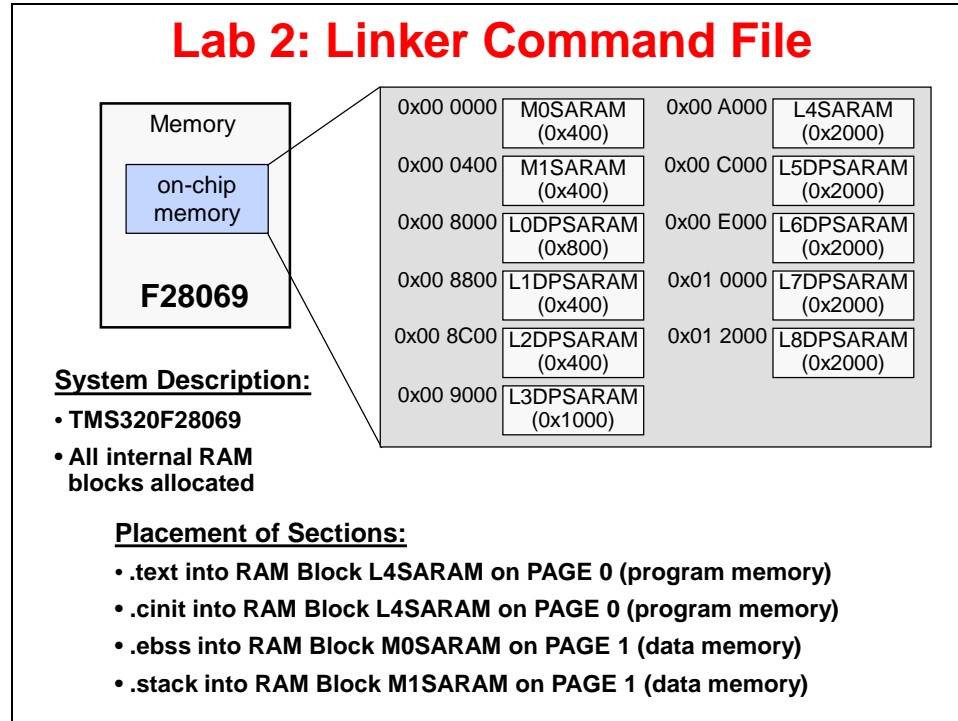 Lab 2: Linker Command File
Memory
on-chip
memory
F28069
0x00 0000 M0SARAM
(0x400)
0x00 0400 M1SARAM
(0x400)
0x00 8000 L0DPSARAM
(0x800)
0x00 8800 L1DPSARAM
(0x400)
0x00 8C00 L2DPSARAM
(0x400)
0x00 9000 L3DPSARAM
(0x1000)
0x00 A000 L4SARAM
(0x2000)
0x00 C000 L5DPSARAM
(0x2000)
0x00 E000 L6DPSARAM
(0x2000)
0x01 0000 L7DPSARAM
(0x2000)
0x01 2000 L8DPSARAM
(0x2000)
System Description:
• TMS320F28069
• All internal RAM
blocks allocated
Placement of Sections:
• .text into RAM Block L4SARAM on PAGE 0 (program memory)
• .cinit into RAM Block L4SARAM on PAGE 0 (program memory)
• .ebss into RAM Block M0SARAM on PAGE 1 (data memory)
• .stack into RAM Block M1SARAM on PAGE 1 (data memory)